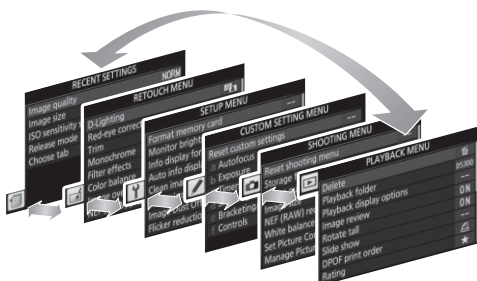 RECENT SETTINGS
Image quality NORM
Image size
ISO sensitivity s
Release mode
Choose tab
RETOUCH MENU
D-Lighting
Red-eye correc
Trim
Monochrome
Filter effects
Color balance
SETUP MENU
Format memory card --
Monitor bright
Info display for
Auto info displ
Clean ima
Flicker reductio
CUSTOM SETTING MENU
Reset custom settings --
a Autofocus
b Exposure
e Bracketing
f Controls
SHOOTING MENU
Reset shooting menu
Storage
Image size
NEF (RAW) rec
White balance
Set Picture Co
Manage Pictur
PLAYBACK MENU
Delete
Playback folder D5300
Playback display options
Image review ON
Rotate tall ON
Slide show --
DPOF print order
Rating